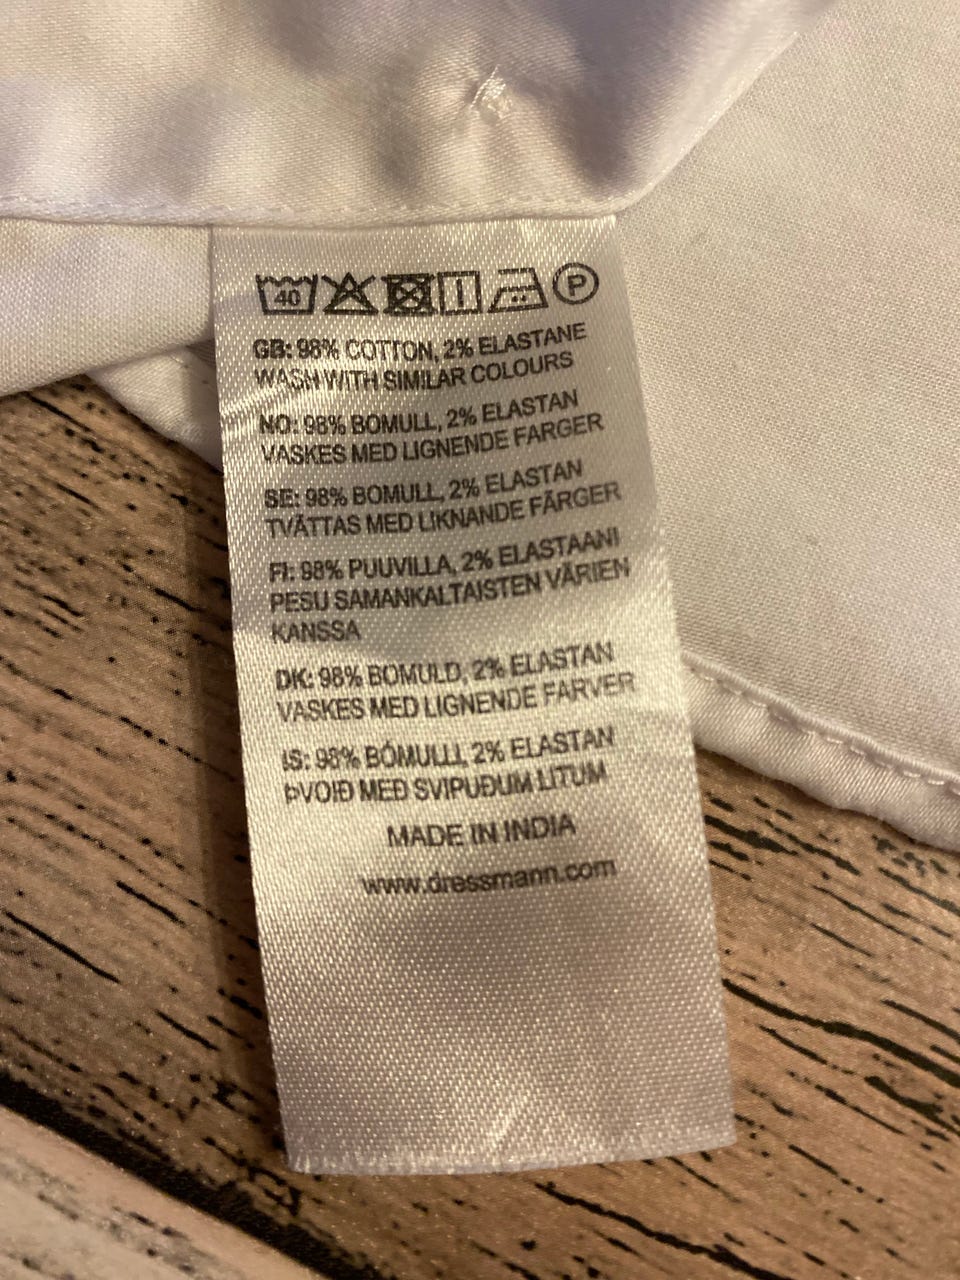 40 P
GB: 98% COTTON, 2% ELASTANE
WASH WITH SIMILAR COLOURS
NO: 98% BOMULL, 2% ELASTAN
VASKES MED LIGNENDE FARGER
SE: 98% BOMULL, 2% ELASTAN
TVÄTTAS MED LIKNANDE FÄRGER
FI: 98% PUUVILLA, 2% ELASTAANI
PESU SAMANKALTAISTEN VÄRIEN
KANSSA
DK: 98% BOMULD, 2% ELASTAN
VASKES MED LIGNENDE FARVER
IS: 98% BÓMULLL, 2% ELASTAN
ÞVOIÐ MEÐ SVIPUÐUM LITUM
MADE IN INDIA
www.dressmann.com